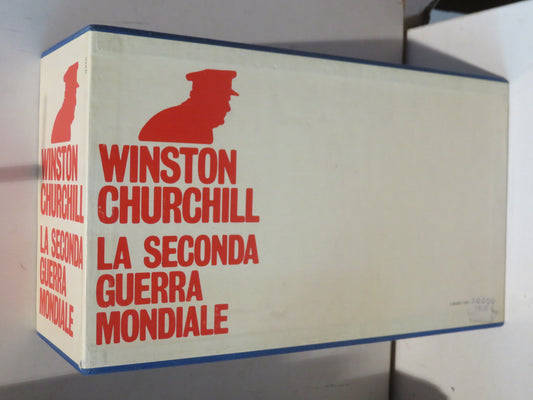 WINSTON
CHURCHILL
LA SECONDA
GUERRA
MONDIALE
WINSTON
CHURCHILL
LA SECONDA
GUERRA
MONDIALE